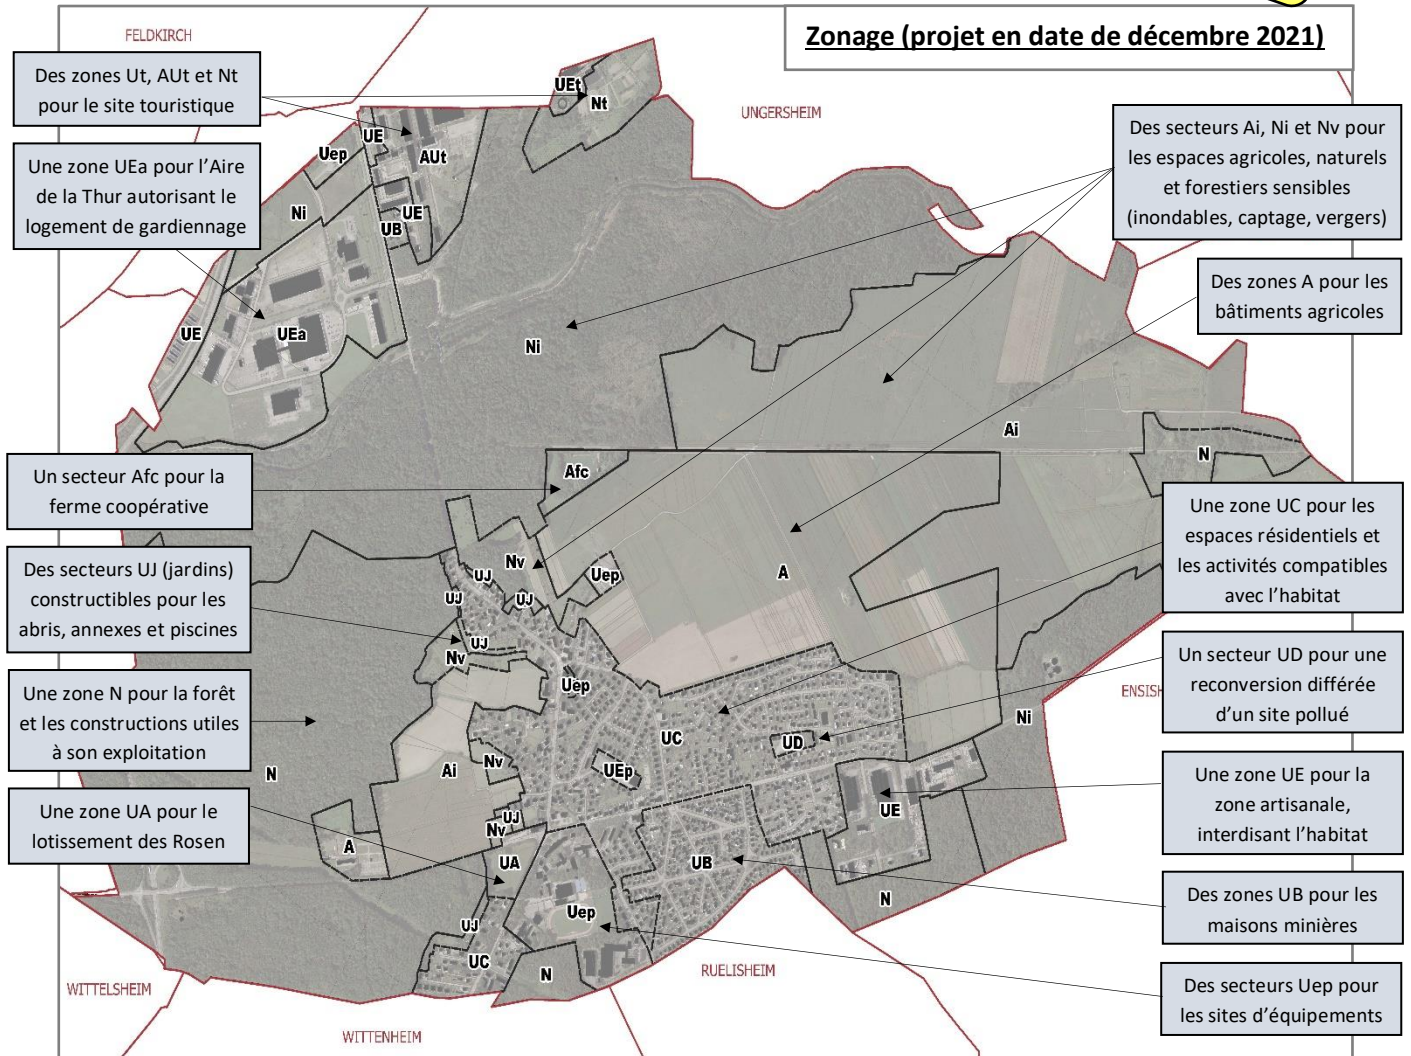 Zonage (projet en date de décembre 2021)
FELDKIRCH
UNGERSHEIM
ENSISH
RUELISHEIM
WITTENHEIM
WITTELSHEIM
Des zones Ut, AUt et Nt
pour le site touristique
Une zone UEa pour l’Aire
de la Thur autorisant le
logement de gardiennage
Un secteur Afc pour la
ferme coopérative
Des secteurs UJ (jardins)
constructibles pour les
abris, annexes et piscines
Une zone N pour la forêt
et les constructions utiles
à son exploitation
Une zone UA pour le
lotissement des Rosen
Des secteurs Ai, Ni et Nv pour
les espaces agricoles, naturels
et forestiers sensibles
(inondables, captage, vergers)
Des zones A pour les
bâtiments agricoles
Une zone UC pour les
espaces résidentiels et
les activités compatibles
avec l’habitat
Un secteur UD pour une
reconversion différée
d’un site pollué
Une zone UE pour la
zone artisanale,
interdisant l’habitat
Des zones UB pour les
maisons minières
Des secteurs Uep pour
les sites d’équipements
UEt
Nt
UE
Uep
AUt
Ni
UE
UB
UE
UEa
Ni
Ai
N
Afc
Nv
Uep
A
UJ
UJ
UJ
UJ
Nv
Uep
UC
UD
UEp
Ni
N
Ai
Nv
UJ
Nv
A
UA
UB
UE
N
Uep
UJ
UC
N